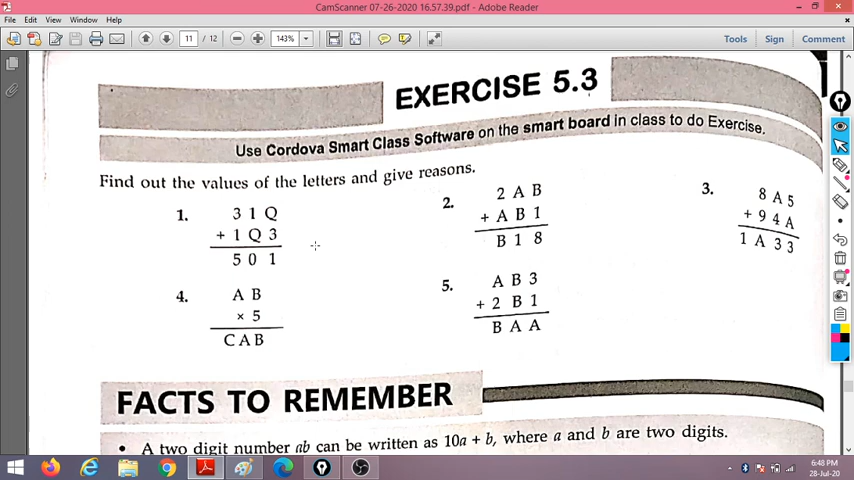 CamScanner 07-26-2020 16.57.39.pdf - Adobe Reader
File Edit View Window Help
11 / 12 143% Tools Sign Comment
EXERCISE 5.3
Use Cordova Smart Class Software on the smart board in class to do Exercise.
Find out the values of the letters and give reasons.
1.
3 1 Q
+ 1 Q 3
5 0 1
2.
2 A B
+ A B 1
B 1 8
3.
8 A 5
+ 9 4 A
1 A 3 3
4.
A B
× 5
C A B
5.
A B 3
+ 2 B 1
B A A
FACTS TO REMEMBER
• A two digit number ab can be written as 10a + b, where a and b are two digits.
6:48 PM
28-Jul-20